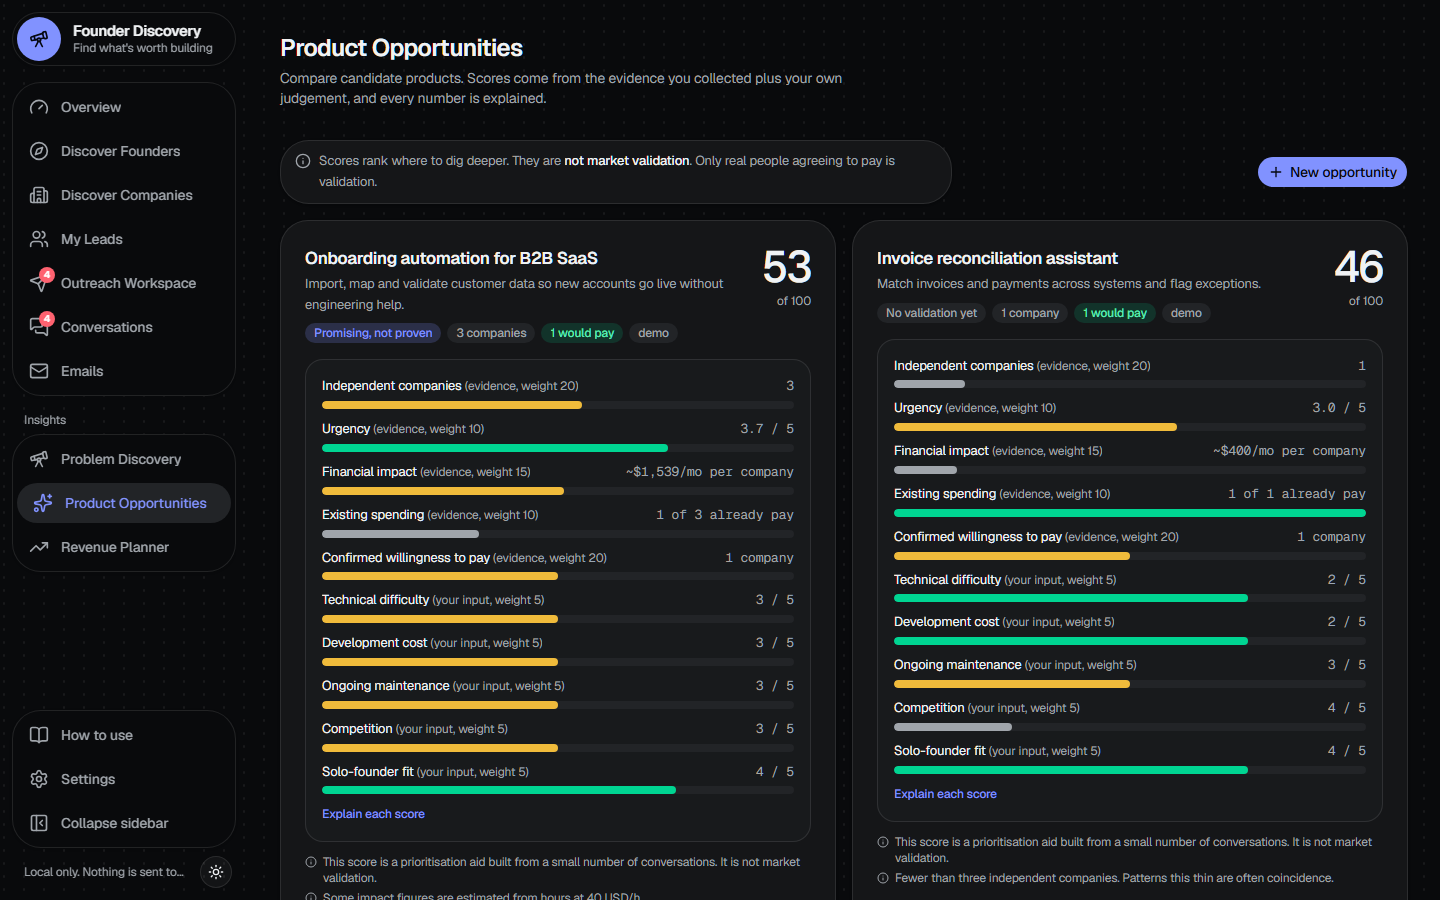 Founder Discovery
Find what's worth building
Overview
Discover Founders
Discover Companies
My Leads
4
Outreach Workspace
4
Conversations
Emails
Insights
Problem Discovery
Product Opportunities
Revenue Planner
How to use
Settings
Collapse sidebar
Local only. Nothing is sent to...
Product Opportunities
Compare candidate products. Scores come from the evidence you collected plus your own
judgement, and every number is explained.
Scores rank where to dig deeper. They are not market validation. Only real people agreeing to pay is
validation.
New opportunity
Onboarding automation for B2B SaaS
53
Import, map and validate customer data so new accounts go live without
engineering help.
of 100
Promising, not proven
3 companies
1 would pay
demo
Independent companies (evidence, weight 20) 3
Urgency (evidence, weight 10) 3.7 / 5
Financial impact (evidence, weight 15) ~$1,539/mo per company
Existing spending (evidence, weight 10) 1 of 3 already pay
Confirmed willingness to pay (evidence, weight 20) 1 company
Technical difficulty (your input, weight 5) 3 / 5
Development cost (your input, weight 5) 3 / 5
Ongoing maintenance (your input, weight 5) 3 / 5
Competition (your input, weight 5) 3 / 5
Solo-founder fit (your input, weight 5) 4 / 5
Explain each score
This score is a prioritisation aid built from a small number of conversations. It is not market
validation.
Some impact figures are estimated from hours at 40 USD/h
Invoice reconciliation assistant
46
Match invoices and payments across systems and flag exceptions.
of 100
No validation yet
1 company
1 would pay
demo
Independent companies (evidence, weight 20) 1
Urgency (evidence, weight 10) 3.0 / 5
Financial impact (evidence, weight 15) ~$400/mo per company
Existing spending (evidence, weight 10) 1 of 1 already pay
Confirmed willingness to pay (evidence, weight 20) 1 company
Technical difficulty (your input, weight 5) 2 / 5
Development cost (your input, weight 5) 2 / 5
Ongoing maintenance (your input, weight 5) 3 / 5
Competition (your input, weight 5) 4 / 5
Solo-founder fit (your input, weight 5) 4 / 5
Explain each score
This score is a prioritisation aid built from a small number of conversations. It is not market
validation.
Fewer than three independent companies. Patterns this thin are often coincidence.